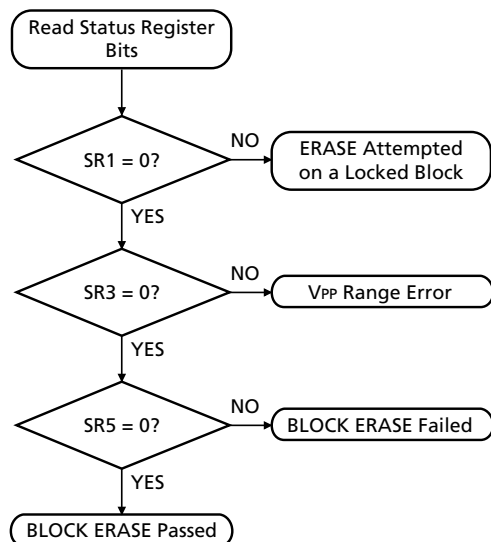 Read Status Register
Bits
SR1 = 0?
NO
ERASE Attempted
on a Locked Block
YES
SR3 = 0?
NO
VPP Range Error
YES
SR5 = 0?
NO
BLOCK ERASE Failed
YES
BLOCK ERASE Passed